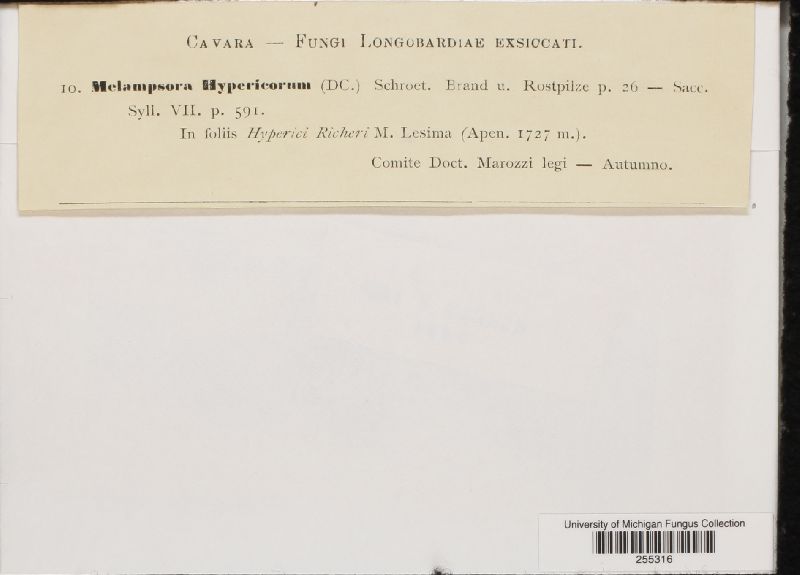 CAVARA — FUNGI LONGOBARDIAE EXSICCATI.
10. Melampsora Hypericorum (DC.) Schroet. Brand u. Rostpilze p. 26 — Sacc.
Syll. VII. p. 591.
In foliis Hyperici Richeri M. Lesima (Apen. 1727 m.).
Comite Doct. Marozzi legi — Autumno.
University of Michigan Fungus Collection
255316